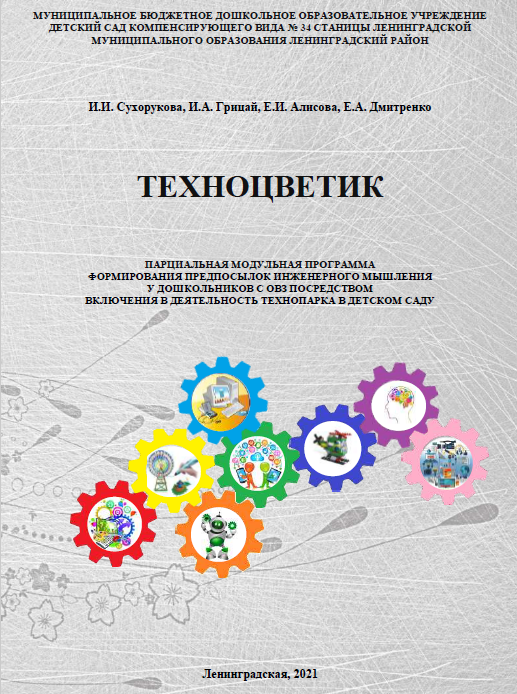 МУНИЦИПАЛЬНОЕ БЮДЖЕТНОЕ ДОШКОЛЬНОЕ ОБРАЗОВАТЕЛЬНОЕ УЧРЕЖДЕНИЕ
ДЕТСКИЙ САД КОМПЕНСИРУЮЩЕГО ВИДА № 34 СТАНИЦЫ ЛЕНИНГРАДСКОЙ
МУНИЦИПАЛЬНОГО ОБРАЗОВАНИЯ ЛЕНИНГРАДСКИЙ РАЙОН
И.И. Сухорукова, И.А. Грицай, Е.И. Алисова, Е.А. Дмитренко
ТЕХНОЦВЕТИК
ПАРЦИАЛЬНАЯ МОДУЛЬНАЯ ПРОГРАММА
ФОРМИРОВАНИЯ ПРЕДПОСЫЛОК ИНЖЕНЕРНОГО МЫШЛЕНИЯ
У ДОШКОЛЬНИКОВ С ОВЗ ПОСРЕДСТВОМ
ВКЛЮЧЕНИЯ В ДЕЯТЕЛЬНОСТЬ ТЕХНОПАРКА В ДЕТСКОМ САДУ
Ленинградская, 2021